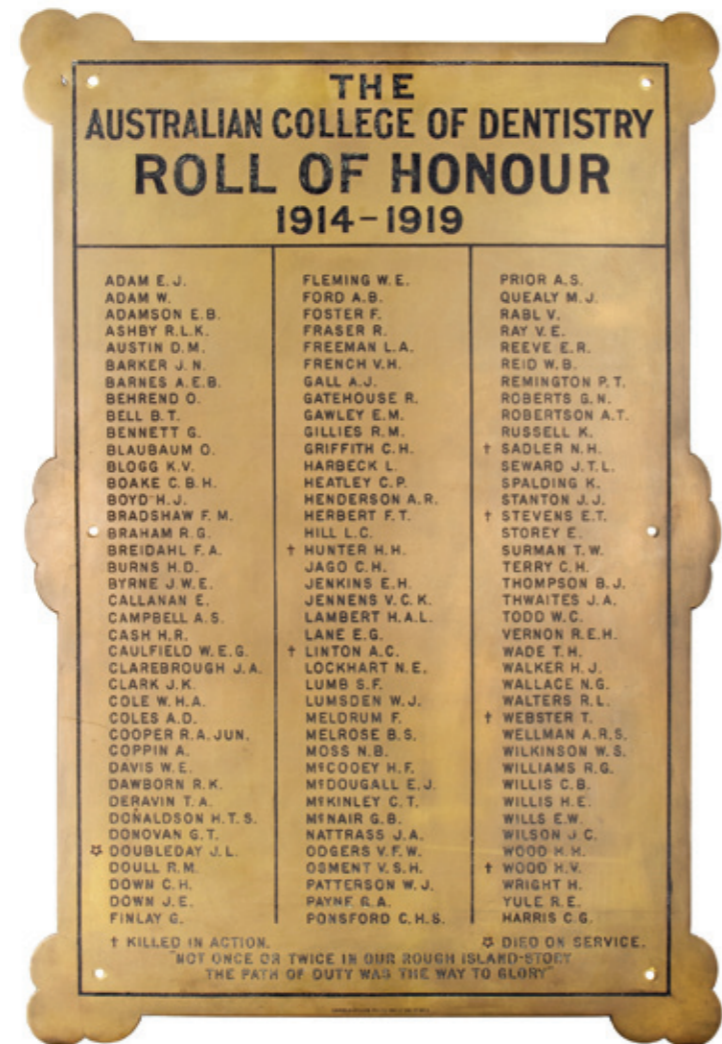 THE
AUSTRALIAN COLLEGE OF DENTISTRY
ROLL OF HONOUR
1914-1919
ADAM E.J.
ADAM W.
ADAMSON E.B.
ASHBY R.L.K.
AUSTIN D.M.
BARKER J.N.
BARNES A.E.B.
BEHREND O.
BELL B.T.
BENNETT G.
BLAUBAUM O.
BLOGG K.V.
BOAKE C.B.H.
BOYD H.J.
BRADSHAW F.M.
BRAHAM R.G.
BREIDAHL F.A.
BURNS H.D.
BYRNE J.W.E.
CALLANAN E.
CAMPBELL A.S.
CASH H.R.
CAULFIELD W.E.G.
CLAREBROUGH J.A.
CLARK J.K.
COLE W.H.A.
COLES A.D.
COOPER R.A.JUN.
COPPIN A.
DAVIS W.E.
DAWBORN R.K.
DERAVIN T.A.
DONALDSON H.T.S.
DONOVAN G.T.
✡ DOUBLEDAY J.L.
DOULL R.M.
DOWN C.H.
DOWN J.E.
FINLAY G.
FLEMING W.E.
FORD A.B.
FOSTER F.
FRASER R.
FREEMAN L.A.
FRENCH V.H.
GALL A.J.
GATEHOUSE R.
GAWLEY E.M.
GILLIES R.M.
GRIFFITH C.H.
HARBECK L.
HEATLEY C.P.
HENDERSON A.R.
HERBERT F.T.
HILL L.C.
† HUNTER H.H.
JAGO C.H.
JENKINS E.H.
JENNENS V.C.K.
LAMBERT H.A.L.
LANE E.G.
† LINTON A.C.
LOCKHART N.E.
LUMB S.F.
LUMSDEN W.J.
MELDRUM F.
MELROSE B.S.
MOSS N.B.
McCOOEY H.F.
McDOUGALL E.J.
McKINLEY C.T.
McNAIR G.B.
NATTRASS J.A.
ODGERS V.F.W.
OSMENT V.S.H.
PATTERSON W.J.
PAYNE G.A.
PONSFORD C.H.S.
PRIOR A.S.
QUEALY M.J.
RABL V.
RAY V.E.
REEVE E.R.
REID W.B.
REMINGTON P.T.
ROBERTS G.N.
ROBERTSON A.T.
RUSSELL K.
† SADLER N.H.
SEWARD J.T.L.
SPALDING K.
STANTON J.J.
† STEVENS E.T.
STOREY E.
SURMAN T.W.
TERRY C.H.
THOMPSON B.J.
THWAITES J.A.
TODD W.C.
VERNON R.E.H.
WADE T.H.
WALKER H.J.
WALLACE N.G.
WALTERS R.L.
† WEBSTER T.
WELLMAN A.R.S.
WILKINSON W.S.
WILLIAMS R.G.
WILLIS C.B.
WILLIS H.E.
WILLS E.W.
WILSON J.C.
WOOD H.H.
† WOOD H.V.
WRIGHT H.
YULE R.E.
HARRIS C.G.
† KILLED IN ACTION. ✡ DIED ON SERVICE.
"NOT ONCE OR TWICE IN OUR ROUGH ISLAND-STORY
THE PATH OF DUTY WAS THE WAY TO GLORY"